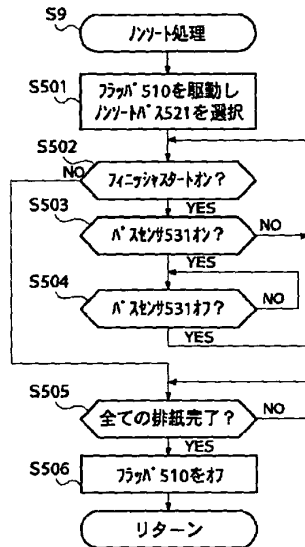 S9
ノンソート処理
S501
フラッパ510を駆動し
ノンソートパス521を選択
S502
NO
フィニッシャスタートオン?
YES
S503
パスセンサ531オン?
NO
YES
S504
パスセンサ531オフ?
NO
YES
S505
全ての排紙完了?
NO
YES
S506
フラッパ510をオフ
リターン